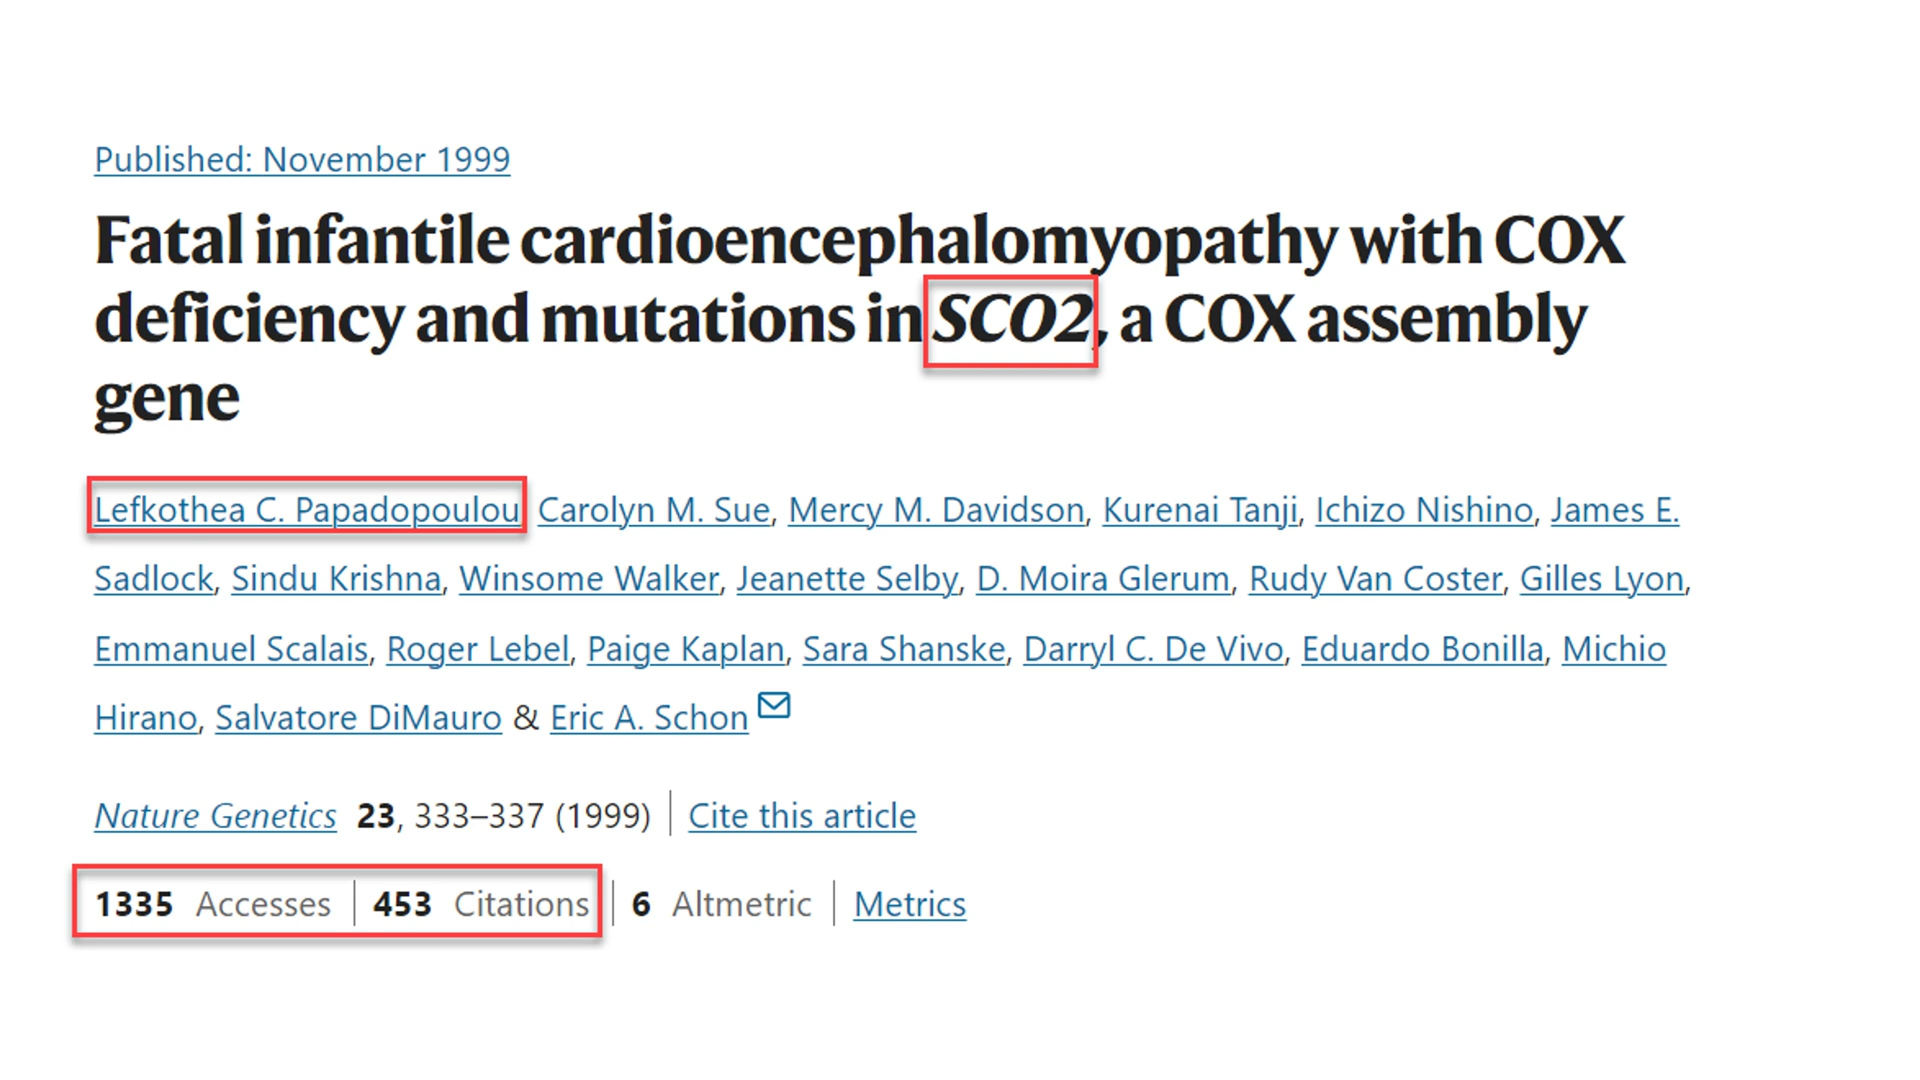 Published: November 1999
Fatal infantile cardioencephalomyopathy with COX
deficiency and mutations in SCO2, a COX assembly
gene
Lefkothea C. Papadopoulou, Carolyn M. Sue, Mercy M. Davidson, Kurenai Tanji, Ichizo Nishino, James E.
Sadlock, Sindu Krishna, Winsome Walker, Jeanette Selby, D. Moira Glerum, Rudy Van Coster, Gilles Lyon,
Emmanuel Scalais, Roger Lebel, Paige Kaplan, Sara Shanske, Darryl C. De Vivo, Eduardo Bonilla, Michio
Hirano, Salvatore DiMauro & Eric A. Schon
Nature Genetics 23, 333–337 (1999) | Cite this article
1335 Accesses | 453 Citations | 6 Altmetric | Metrics